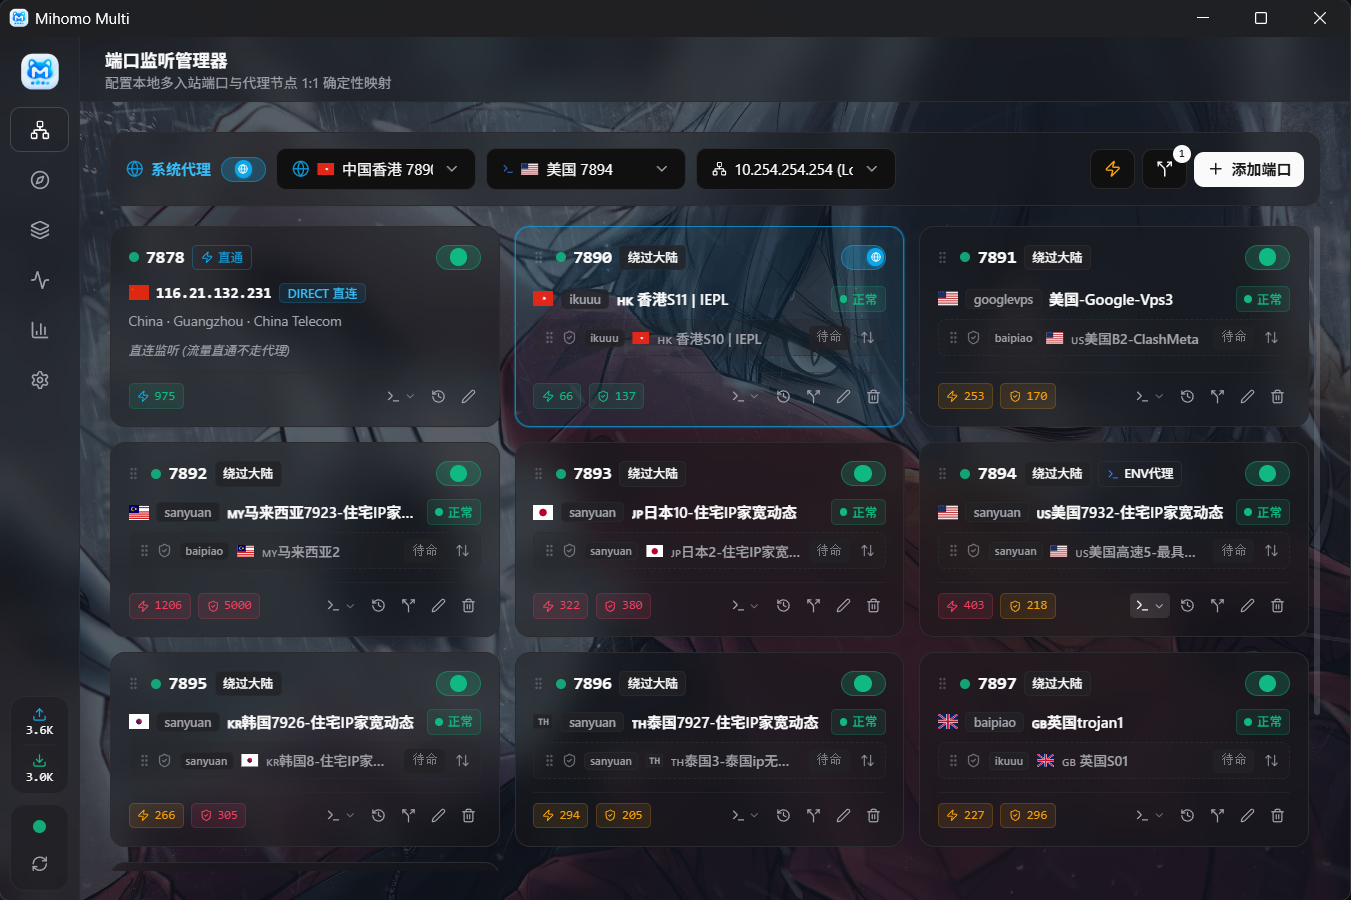 Mihomo Multi
端口监听管理器
配置本地多入站端口与代理节点 1:1 确定性映射
系统代理
中国香港 789
美国 7894
10.254.254.254 (Lc
1
添加端口
7878 直通
116.21.132.231 DIRECT 直连
China · Guangzhou · China Telecom
直连监听 (流量直通不走代理)
975
7890 绕过大陆
ikuuu HK 香港S11 | IEPL 正常
ikuuu HK 香港S10 | IEPL 待命
66 137
7891 绕过大陆
googlevps 美国-Google-Vps3 正常
baipiao US美国B2-ClashMeta 待命
253 170
7892 绕过大陆
sanyuan MY马来西亚7923-住宅IP家... 正常
baipiao MY马来西亚2 待命
1206 5000
7893 绕过大陆
sanyuan JP日本10-住宅IP家宽动态 正常
sanyuan JP日本2-住宅IP家宽... 待命
322 380
7894 绕过大陆 ENV代理
sanyuan US美国7932-住宅IP家宽动态 正常
sanyuan US美国高速5-最具... 待命
403 218
7895 绕过大陆
sanyuan KR韩国7926-住宅IP家宽动态 正常
sanyuan KR韩国8-住宅IP家... 待命
266 305
7896 绕过大陆
TH sanyuan TH泰国7927-住宅IP家宽动态 正常
sanyuan TH TH泰国3-泰国ip无... 待命
294 205
7897 绕过大陆
baipiao GB英国trojan1 正常
ikuuu GB 英国S01 待命
227 296
3.6K
3.0K